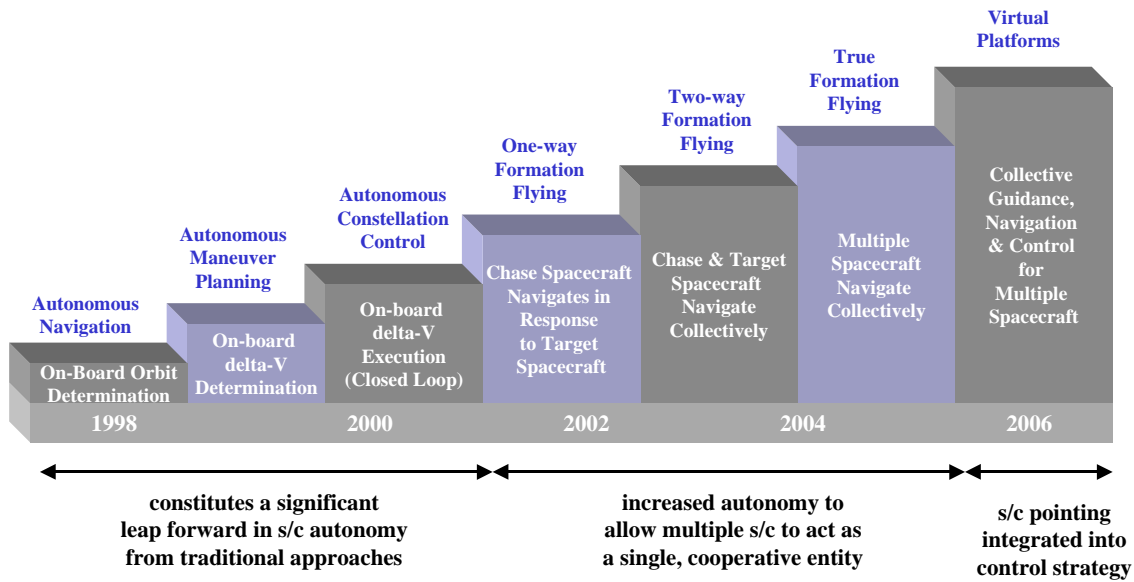 Autonomous
Navigation
On-Board Orbit
Determination
Autonomous
Maneuver
Planning
On-board
delta-V
Determination
Autonomous
Constellation
Control
On-board
delta-V
Execution
(Closed Loop)
One-way
Formation
Flying
Chase Spacecraft
Navigates in
Response
to Target
Spacecraft
Two-way
Formation
Flying
Chase & Target
Spacecraft
Navigate
Collectively
True
Formation
Flying
Multiple
Spacecraft
Navigate
Collectively
Virtual
Platforms
Collective
Guidance,
Navigation
& Control
for
Multiple
Spacecraft
1998 2000 2002 2004 2006
constitutes a significant
leap forward in s/c autonomy
from traditional approaches
increased autonomy to
allow multiple s/c to act as
a single, cooperative entity
s/c pointing
integrated into
control strategy